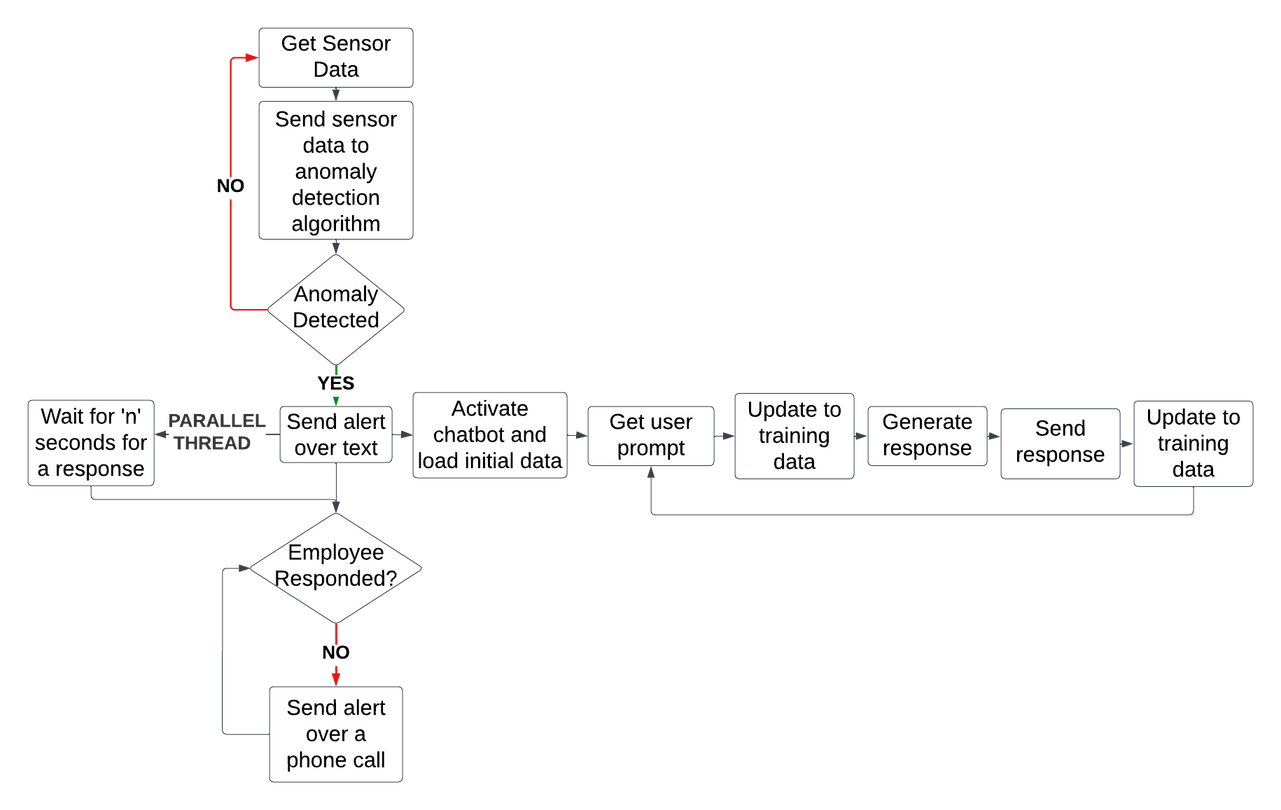 Get Sensor
Data
Send sensor
data to
anomaly
detection
algorithm
NO
Anomaly
Detected
YES
Wait for 'n'
seconds for
a response
PARALLEL
THREAD
Send alert
over text
Activate
chatbot and
load initial data
Get user
prompt
Update to
training
data
Generate
response
Send
response
Update to
training
data
Employee
Responded?
NO
Send alert
over a
phone call